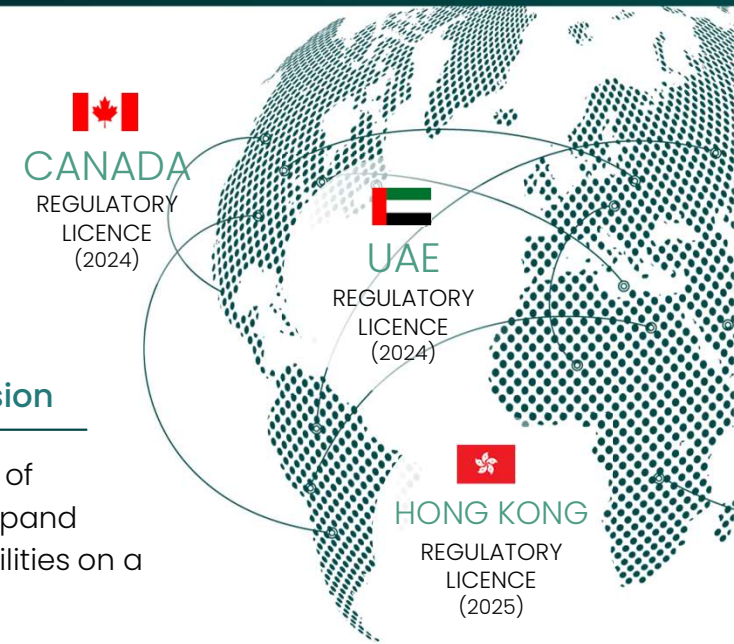 CANADA
REGULATORY
LICENCE
(2024)
UAE
REGULATORY
LICENCE
(2024)
sion
of
pand
ilities on a
HONG KONG
REGULATORY
LICENCE
(2025)